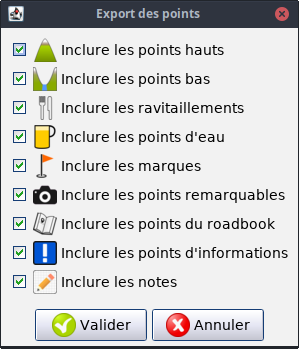 Export des points
Inclure les points hauts
Inclure les points bas
Inclure les ravitaillements
Inclure les points d'eau
Inclure les marques
Inclure les points remarquables
Inclure les points du roadbook
Inclure les points d'informations
Inclure les notes
Valider
Annuler